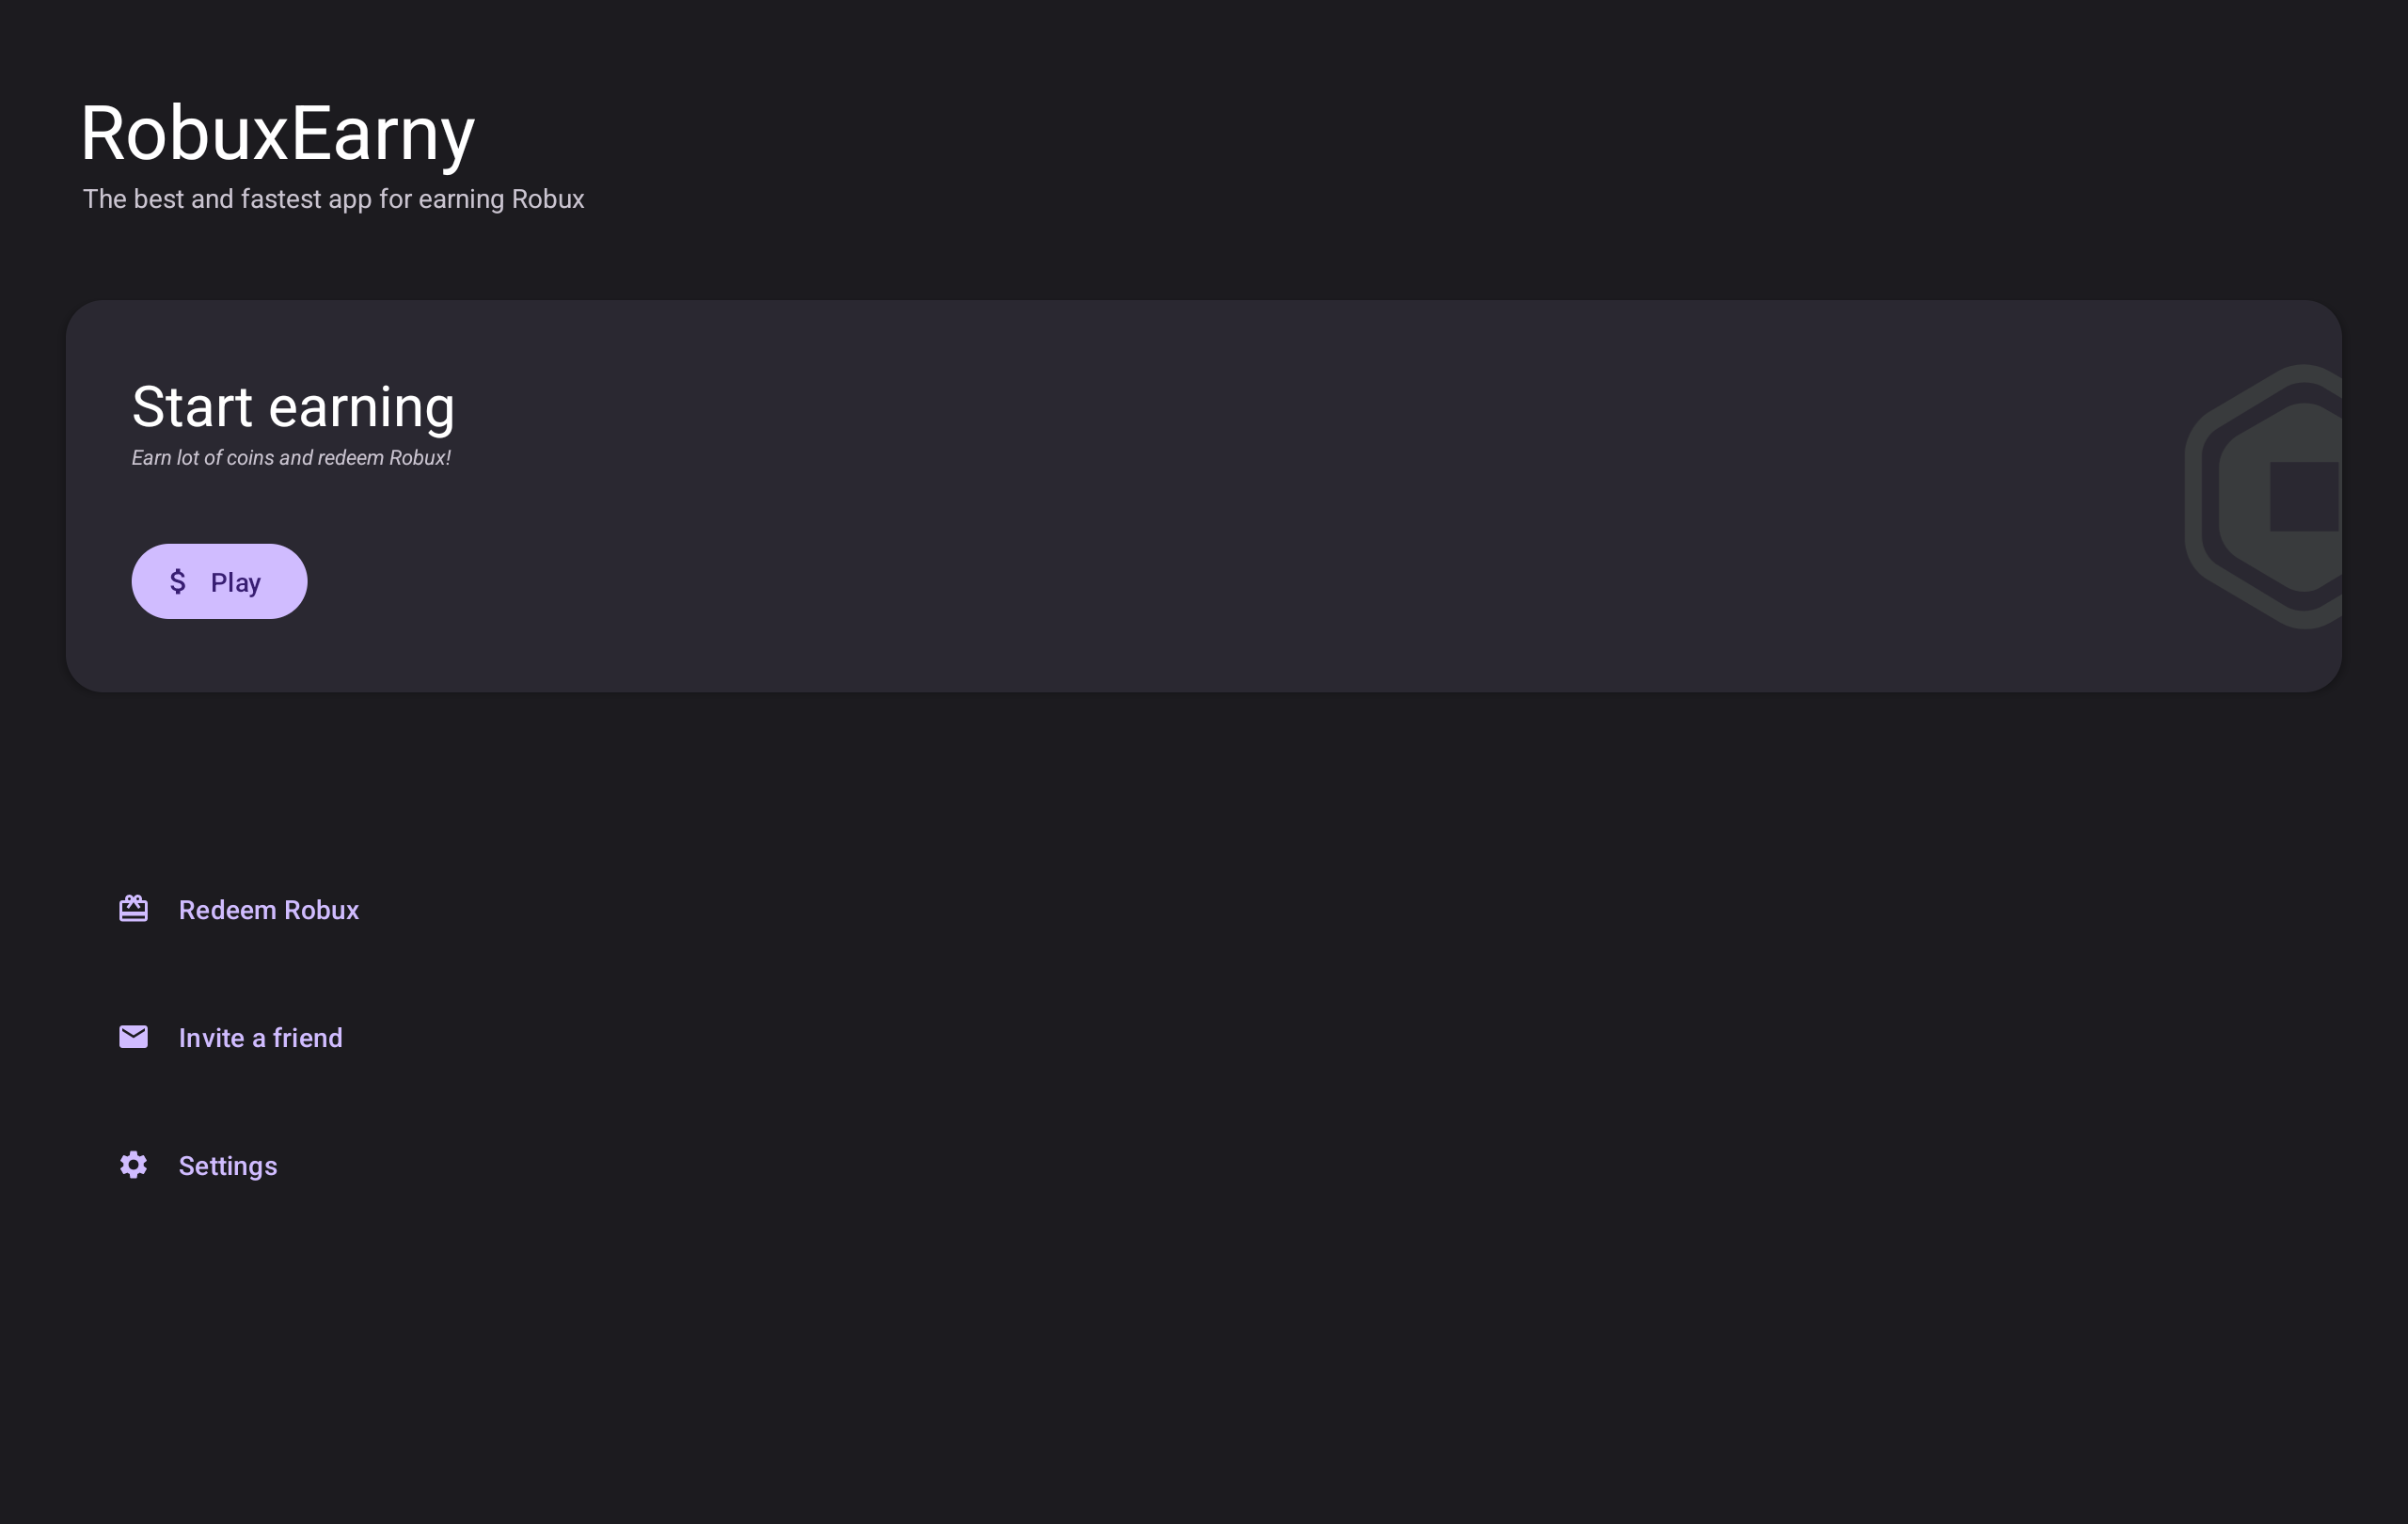 RobuxEarny
The best and fastest app for earning Robux
Start earning
Earn lot of coins and redeem Robux!
$ Play
Redeem Robux
Invite a friend
Settings